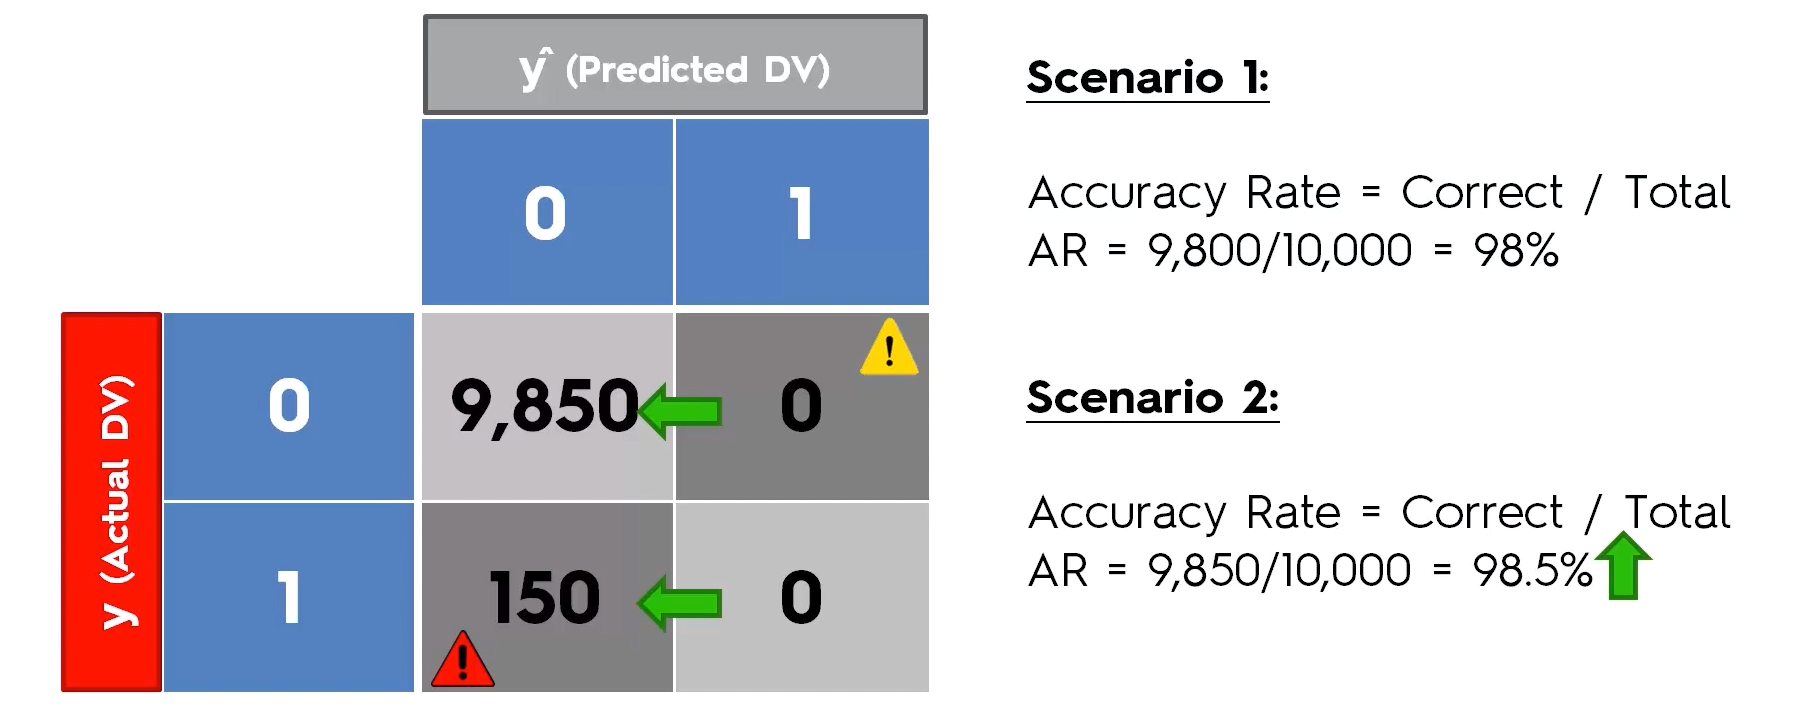 ŷ (Predicted DV)
0 1
y (Actual DV)
0 9,850 0
1 150 0
Scenario 1:
Accuracy Rate = Correct / Total
AR = 9,800/10,000 = 98%
Scenario 2:
Accuracy Rate = Correct / Total
AR = 9,850/10,000 = 98.5%